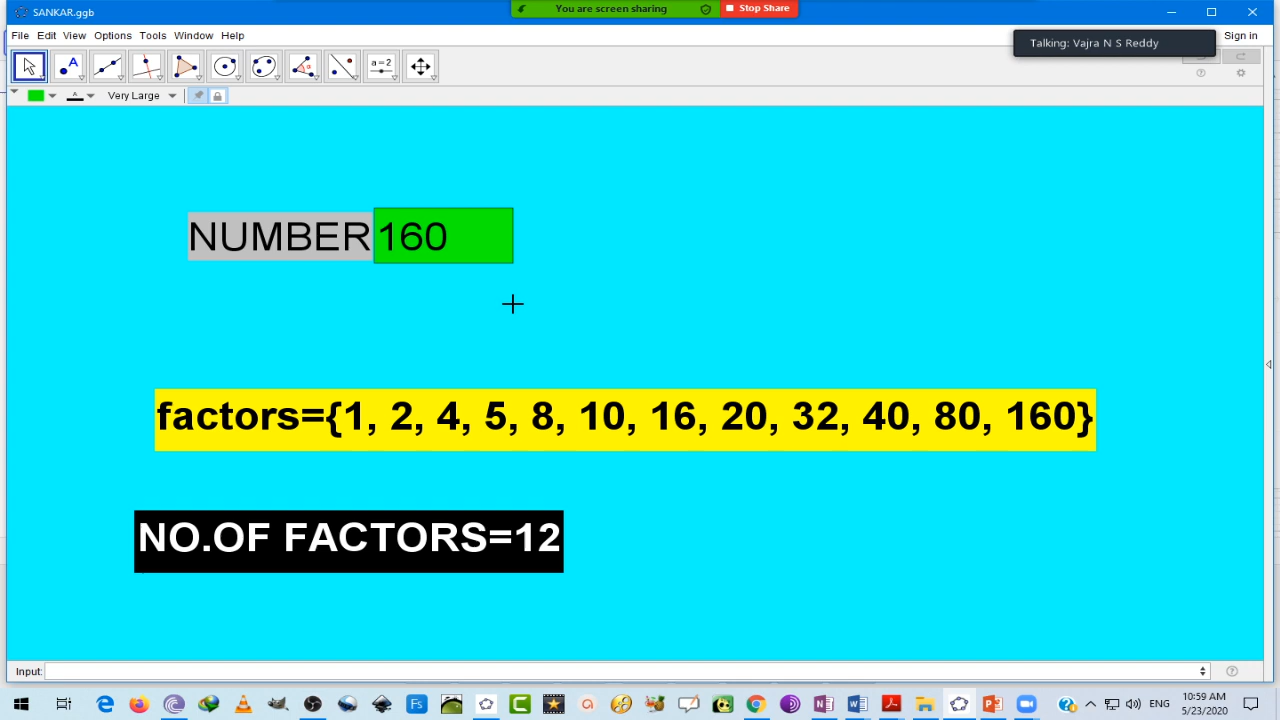 SANKAR.ggb
You are screen sharing
Stop Share
File Edit View Options Tools Window Help
Talking: Vajra N S Reddy
Sign in
a=2
Very Large
NUMBER 160
factors={1, 2, 4, 5, 8, 10, 16, 20, 32, 40, 80, 160}
NO.OF FACTORS=12
Input:
Fs
ENG
10:59 AM
5/23/2020